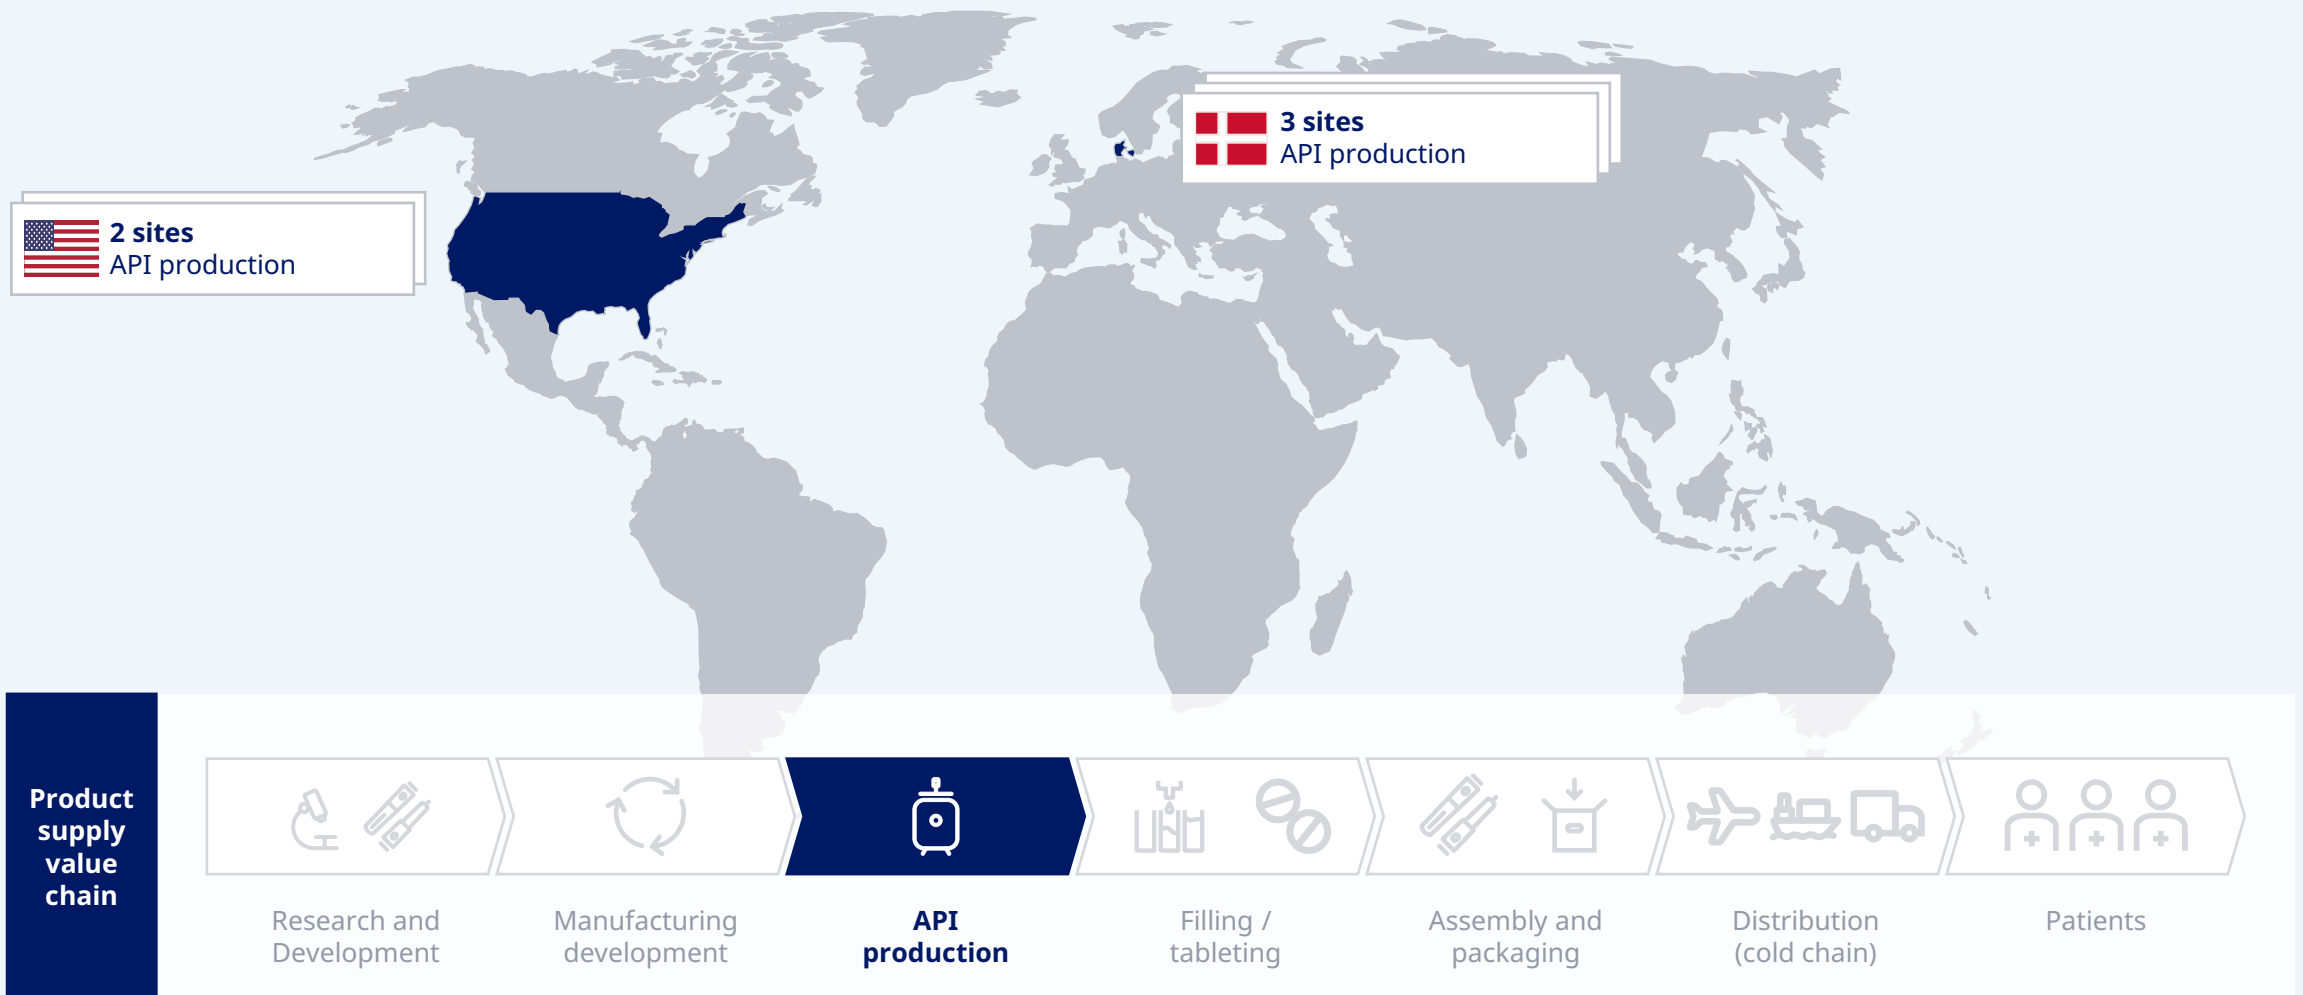 3 sites
API production
2 sites
API production
Product
supply
value
chain
Research and
Development
Manufacturing
development
API
production
Filling /
tableting
Assembly and
packaging
Distribution
(cold chain)
Patients